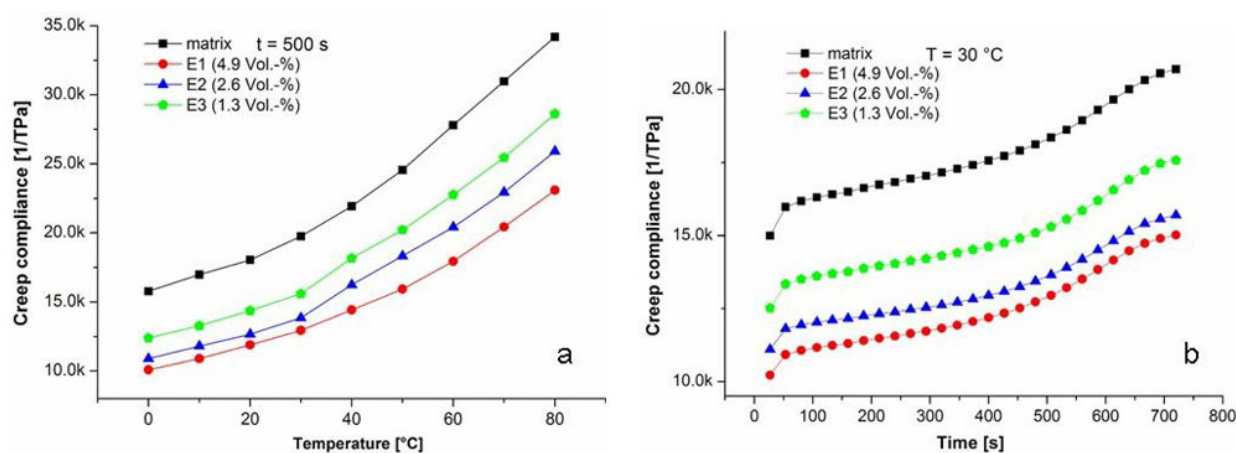 35.0k
30.0k
25.0k
20.0k
15.0k
10.0k
Creep compliance [1/TPa]
matrix t = 500 s
E1 (4.9 Vol.-%)
E2 (2.6 Vol.-%)
E3 (1.3 Vol.-%)
a
0 20 40 60 80
Temperature [°C]
20.0k
15.0k
10.0k
Creep compliance [1/TPa]
matrix T = 30 °C
E1 (4.9 Vol.-%)
E2 (2.6 Vol.-%)
E3 (1.3 Vol.-%)
b
0 100 200 300 400 500 600 700 800
Time [s]